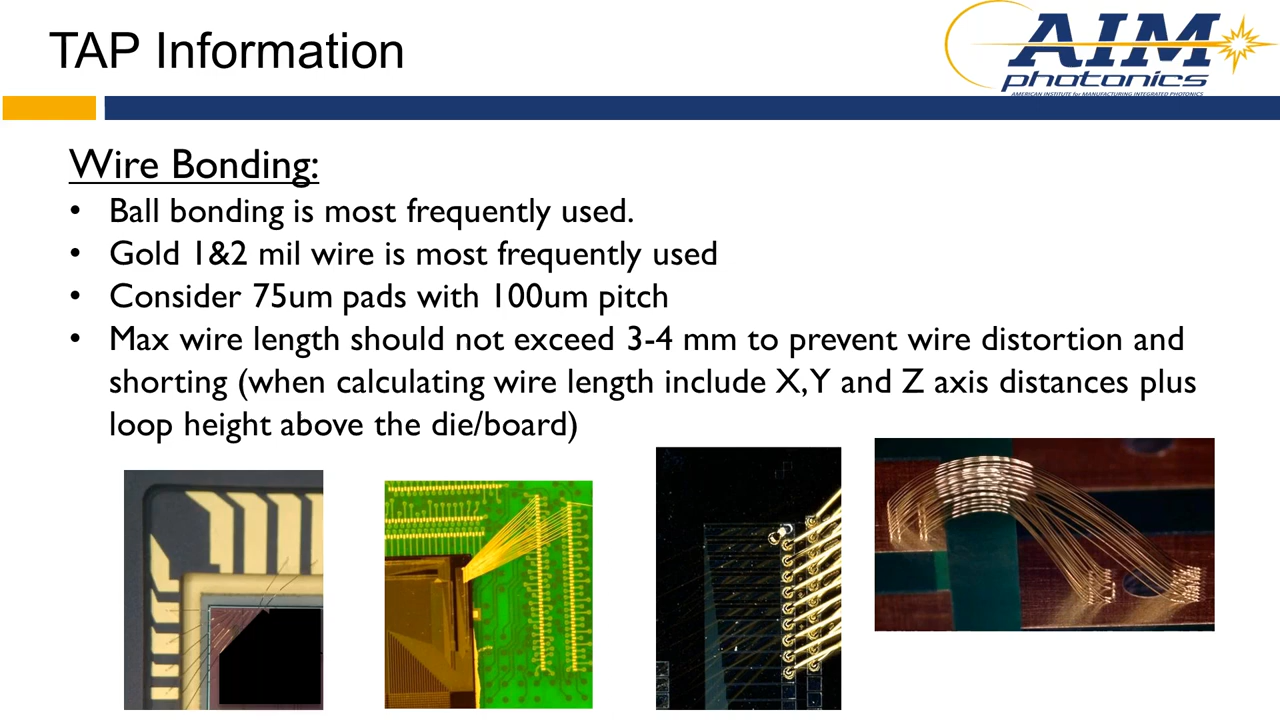 TAP Information
AIM
photonics
AMERICAN INSTITUTE for MANUFACTURING INTEGRATED PHOTONICS
Wire Bonding:
• Ball bonding is most frequently used.
• Gold 1&2 mil wire is most frequently used
• Consider 75um pads with 100um pitch
• Max wire length should not exceed 3-4 mm to prevent wire distortion and
shorting (when calculating wire length include X,Y and Z axis distances plus
loop height above the die/board)